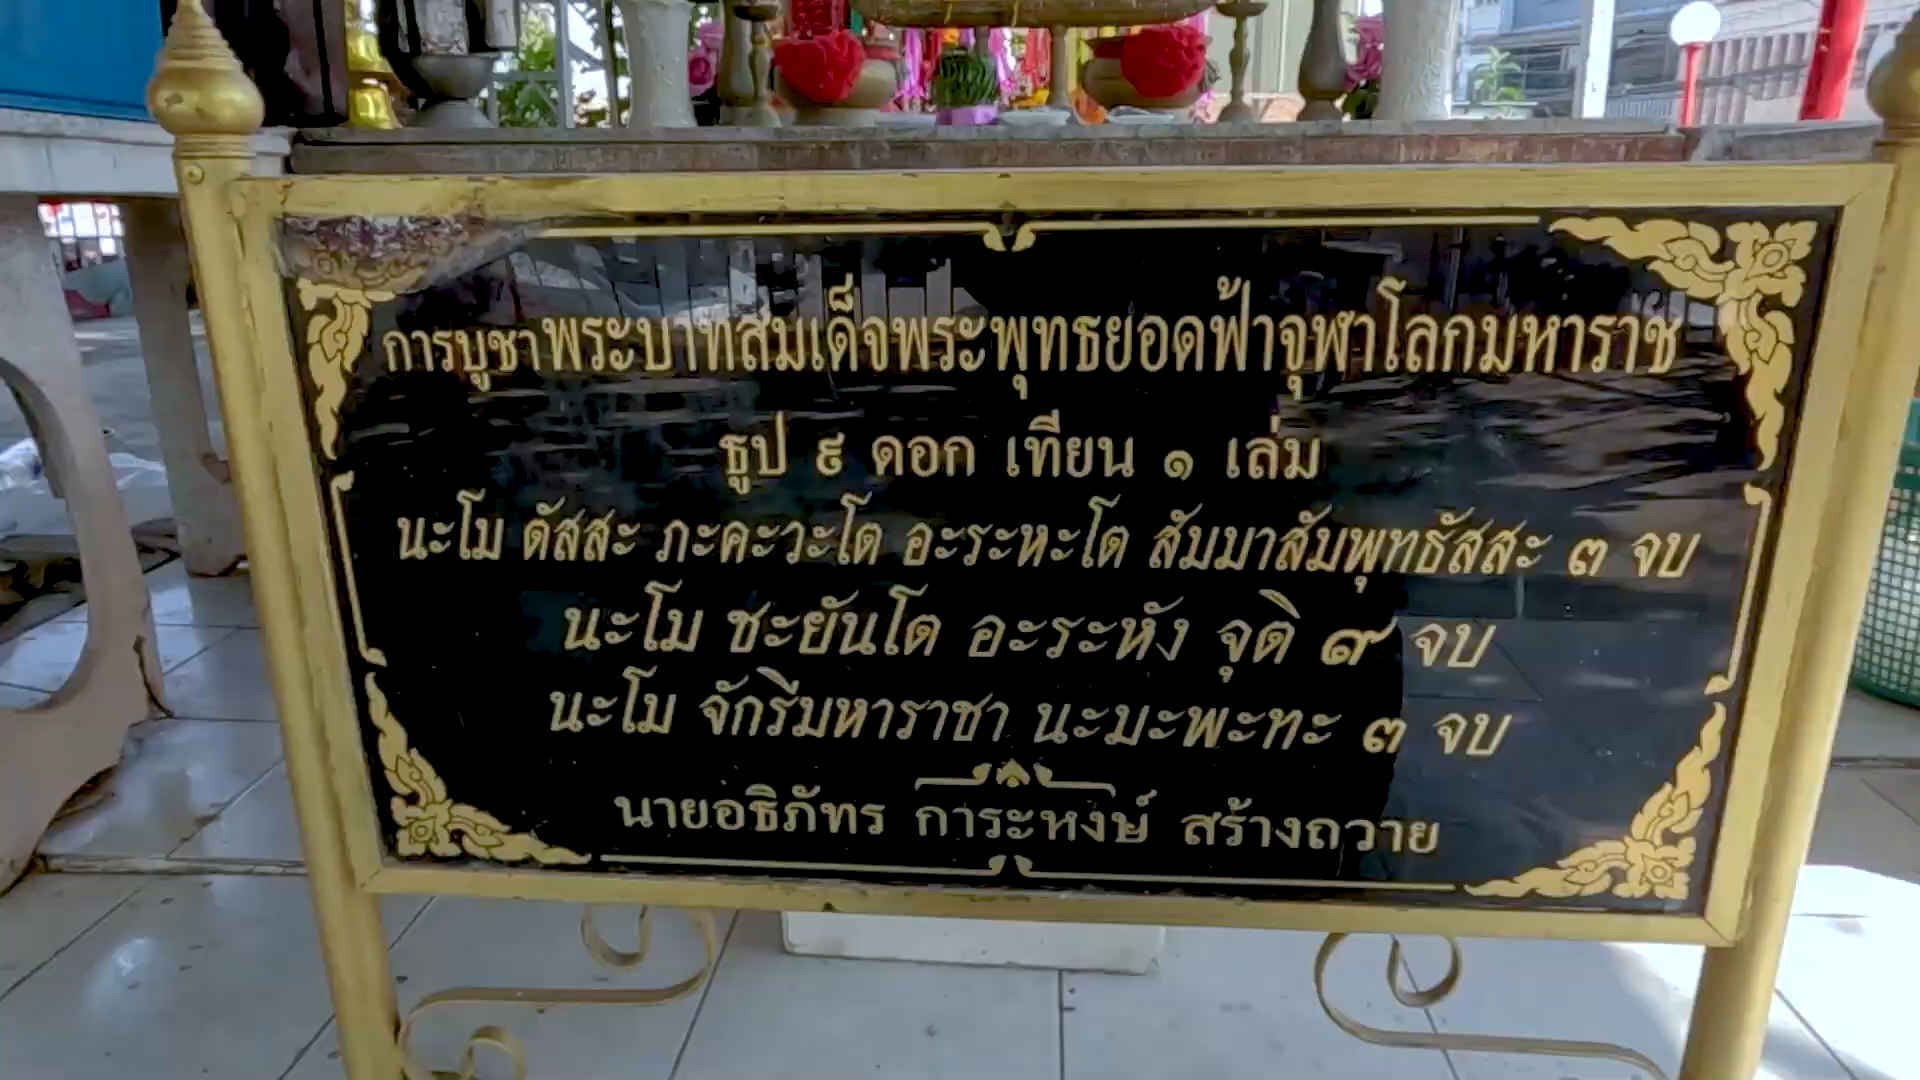 การบูชาพระบาทสมเด็จพระพุทธยอดฟ้าจุฬาโลกมหาราช
ธูป ๙ ดอก เทียน ๑ เล่ม
นะโม ตัสสะ ภะคะวะโต อะระหะโต สัมมาสัมพุทธัสสะ ๓ จบ
นะโม ชะยันโต อะระหัง จุติ ๙ จบ
นะโม จักรีมหาราชา นะมะพะทะ ๓ จบ
นายอธิภัทร การะหงษ์ สร้างถวาย